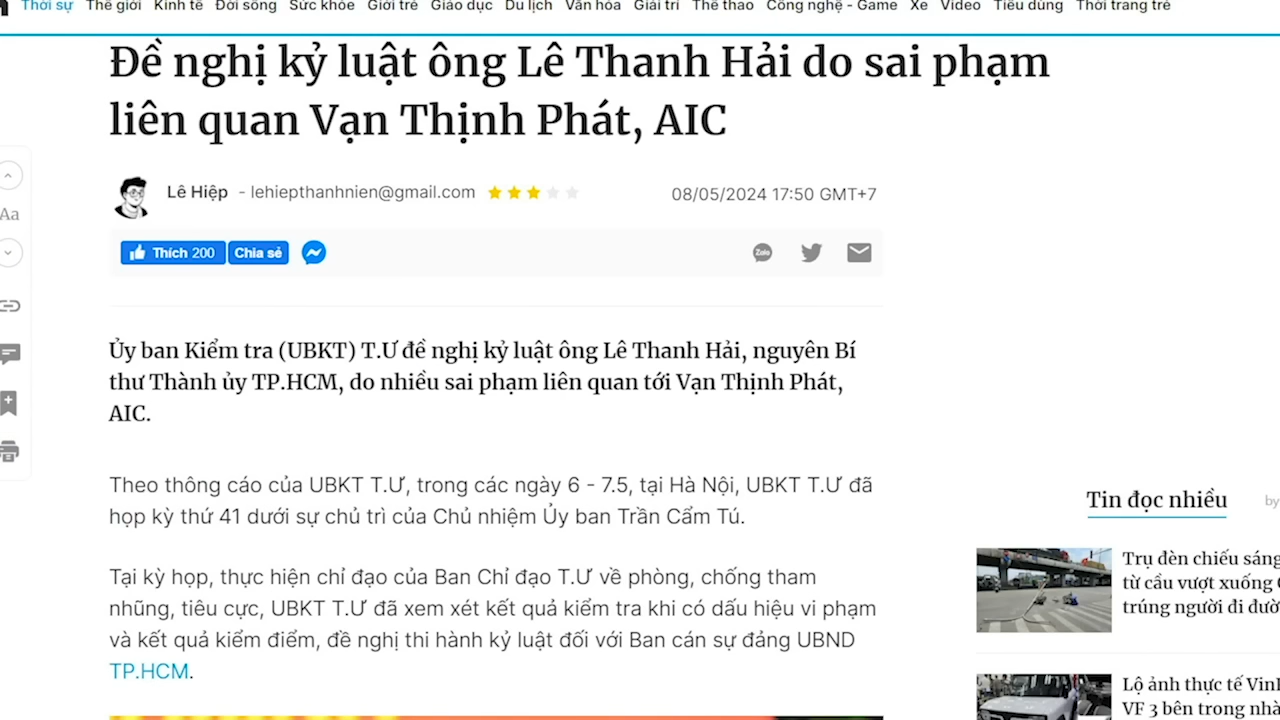 Thời sự Thế giới Kinh tế Đời sống Sức khỏe Giới trẻ Giáo dục Du lịch Văn hóa Giải trí Thể thao Công nghệ - Game Xe Video Tiêu dùng Thời trang trẻ
Đề nghị kỷ luật ông Lê Thanh Hải do sai phạm
liên quan Vạn Thịnh Phát, AIC
Lê Hiệp - lehiepthanhnien@gmail.com
08/05/2024 17:50 GMT+7
Aa
Thích 200 Chia sẻ
Zalo
Ủy ban Kiểm tra (UBKT) T.Ư đề nghị kỷ luật ông Lê Thanh Hải, nguyên Bí
thư Thành ủy TP.HCM, do nhiều sai phạm liên quan tới Vạn Thịnh Phát,
AIC.
Theo thông cáo của UBKT T.Ư, trong các ngày 6 - 7.5, tại Hà Nội, UBKT T.Ư đã
họp kỳ thứ 41 dưới sự chủ trì của Chủ nhiệm Ủy ban Trần Cẩm Tú.
Tại kỳ họp, thực hiện chỉ đạo của Ban Chỉ đạo T.Ư về phòng, chống tham
nhũng, tiêu cực, UBKT T.Ư đã xem xét kết quả kiểm tra khi có dấu hiệu vi phạm
và kết quả kiểm điểm, đề nghị thi hành kỷ luật đối với Ban cán sự đảng UBND
TP.HCM.
Tin đọc nhiều
by
Trụ đèn chiếu sáng
từ cầu vượt xuống
trúng người đi đườ
Lộ ảnh thực tế Vin
VF 3 bên trong nhà